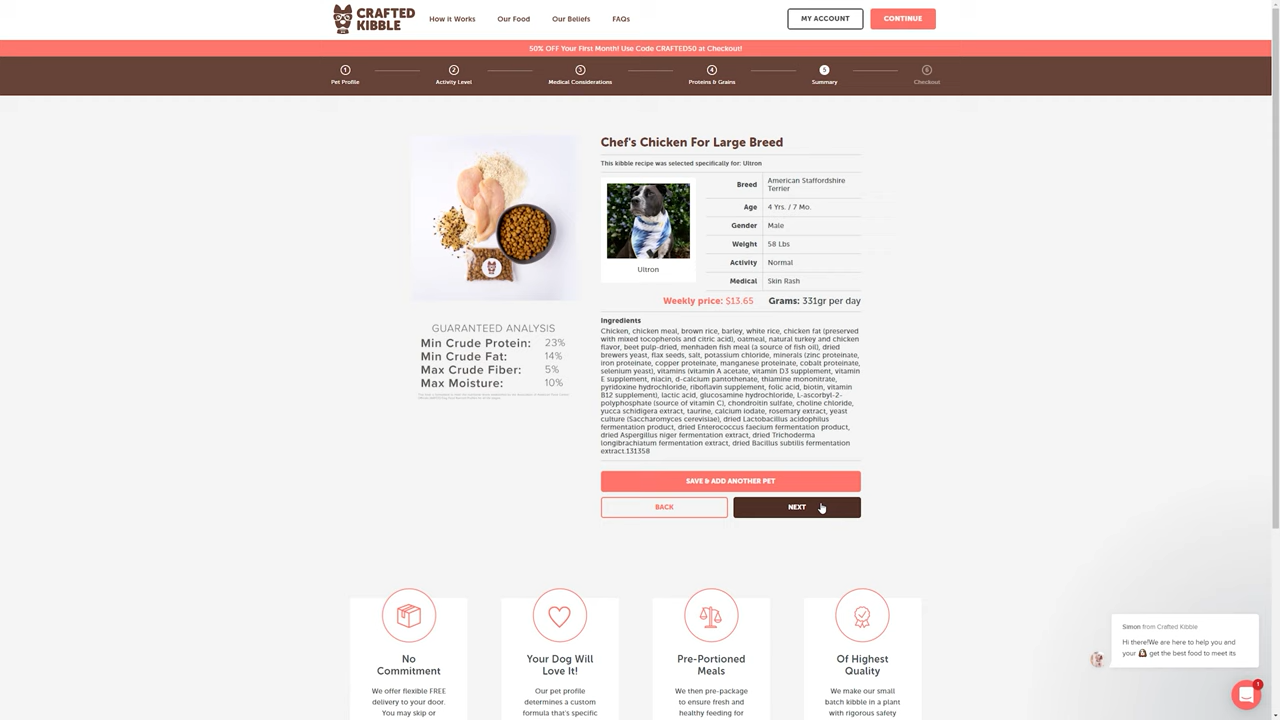 CRAFTED KIBBLE
How it Works
Our Food
Our Beliefs
FAQs
MY ACCOUNT
CONTINUE
50% OFF Your First Month! Use Code CRAFTED50 at Checkout!
1
2
3
4
5
6
Pet Profile
Activity Level
Medical Considerations
Proteins & Grains
Summary
Checkout
Chef's Chicken For Large Breed
This kibble recipe was selected specifically for: Ultron
Breed
American Staffordshire
Terrier
Age
4 Yrs. / 7 Mo.
Gender
Male
Weight
58 Lbs
Activity
Normal
Medical
Skin Rash
Ultron
Weekly price: $13.65
Grams: 331gr per day
GUARANTEED ANALYSIS
Min Crude Protein: 23%
Min Crude Fat: 14%
Max Crude Fiber: 5%
Max Moisture: 10%
Ingredients
Chicken, chicken meal, brown rice, barley, white rice, chicken fat (preserved
with mixed tocopherols and citric acid), oatmeal, natural turkey and chicken
flavor, beet pulp-dried, menhaden fish meal (a source of fish oil), dried
brewers yeast, flax seeds, salt, potassium chloride, minerals (zinc proteinate,
iron proteinate, copper proteinate, manganese proteinate, cobalt proteinate,
selenium yeast), vitamins (vitamin A acetate, vitamin D3 supplement, vitamin
E supplement, niacin, d-calcium pantothenate, thiamine mononitrate,
pyridoxine hydrochloride, riboflavin supplement, folic acid, biotin, vitamin
B12 supplement), lactic acid, glucosamine hydrochloride, L-ascorbyl-2-
polyphosphate (source of vitamin C), chondroitin sulfate, choline chloride,
yucca schidigera extract, taurine, calcium iodate, rosemary extract, yeast
culture (Saccharomyces cerevisiae), dried Lactobacillus acidophilus
fermentation product, dried Enterococcus faecium fermentation product,
dried Aspergillus niger fermentation extract, dried Trichoderma
longibrachiatum fermentation extract, dried Bacillus subtilis fermentation
extract.131358
SAVE & ADD ANOTHER PET
BACK
NEXT
No
Commitment
We offer flexible FREE
delivery to your door.
You may skip or
Your Dog Will
Love It!
Our pet profile
determines a custom
formula that's specific
Pre-Portioned
Meals
We then pre-package
to ensure fresh and
healthy feeding for
Of Highest
Quality
We make our small
batch kibble in a plant
with rigorous safety
Simon from Crafted Kibble
Hi there!We are here to help you and
your get the best food to meet its
1